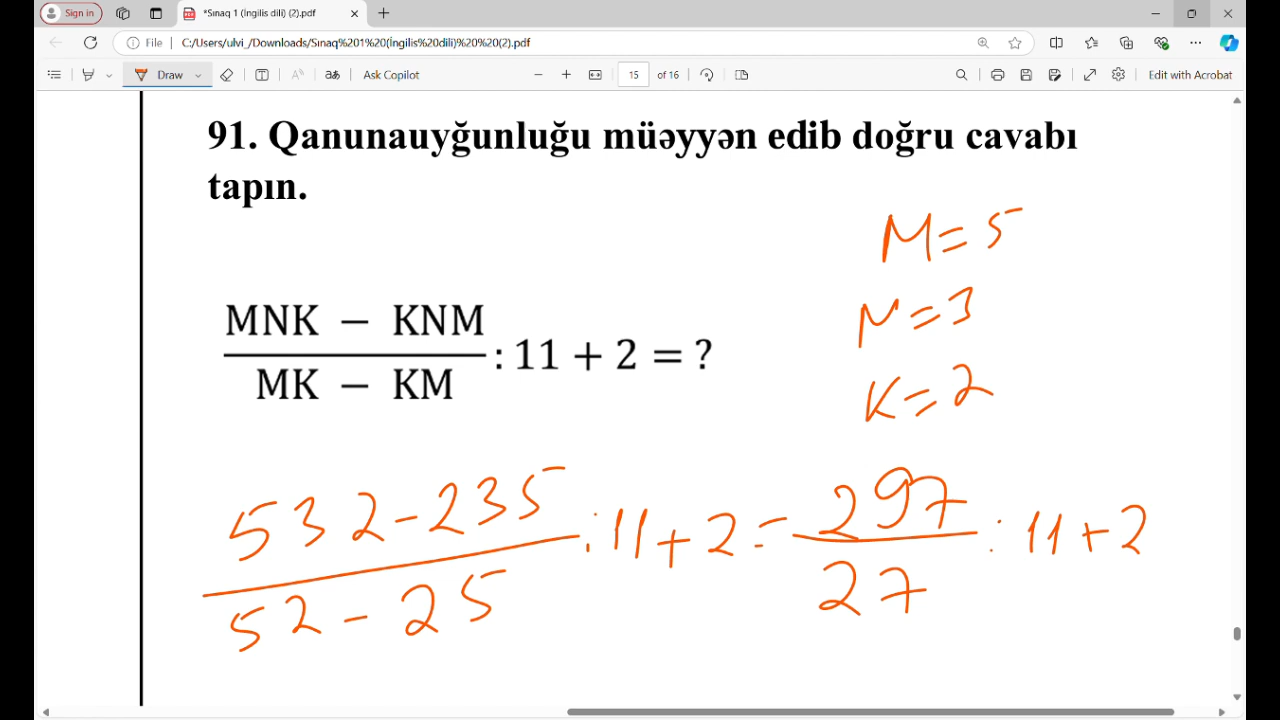 Sign in
*Sınaq 1 (İngilis dili) (2).pdf
File
C:/Users/ulvi_/Downloads/Sınaq%201%20(İngilis%20dili)%20%20(2).pdf
Draw
Ask Copilot
15 of 16
Edit with Acrobat
91. Qanunauyğunluğu müəyyən edib doğru cavabı
tapın.
M=5
N=3
K=2
MNK − KNM
MK − KM
: 11 + 2 = ?
532-235
52-25
:11+2=
297
27
:11+2